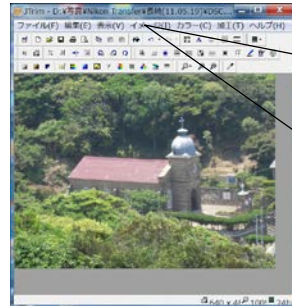 JTrim - D:¥写真¥Nikon Transfer¥長崎[11.05.19]¥DSC_
ファイル(F) 編集(E) 表示(V) イメージ(I) カラー(C) 加工(T) ヘルプ(H)